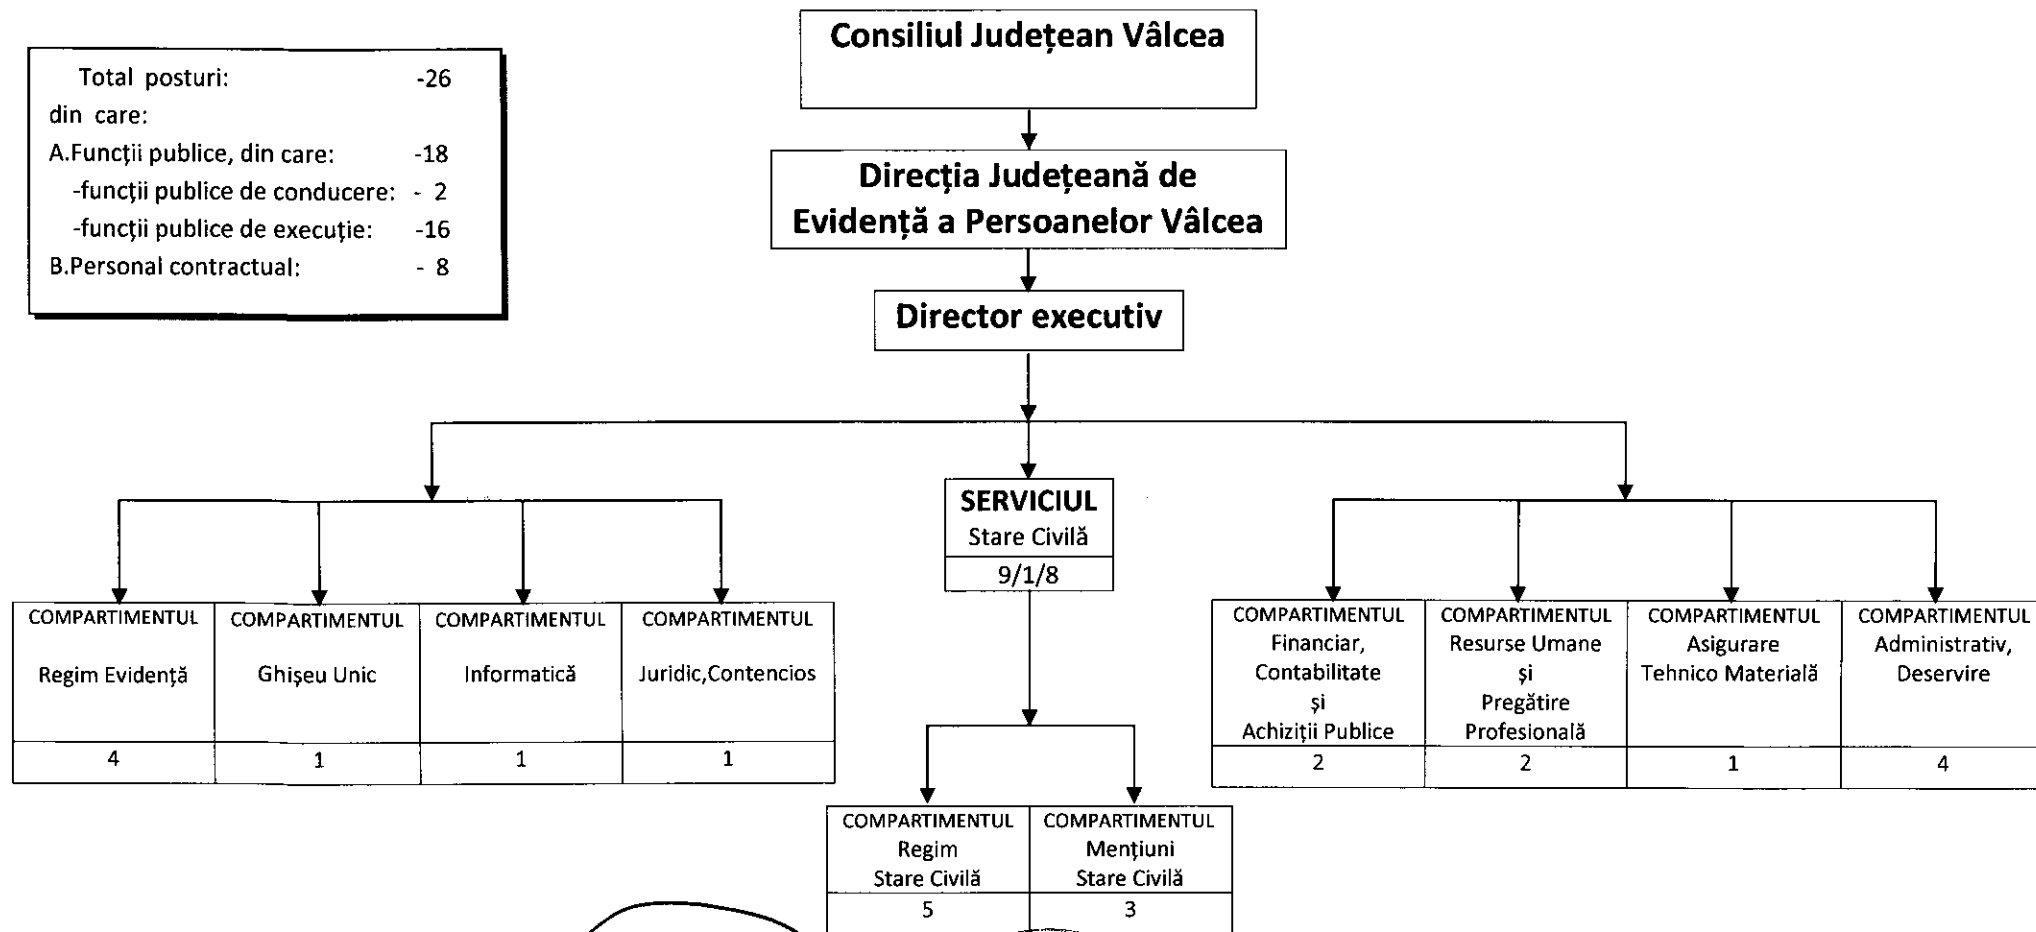 Consiliul Județean Vâlcea
Total posturi: -26
din care:
A.Funcții publice, din care: -18
-funcții publice de conducere: - 2
-funcții publice de execuție: -16
B.Personal contractual: - 8
Direcția Județeană de
Evidență a Persoanelor Vâlcea
Director executiv
SERVICIUL
Stare Civilă
9/1/8
COMPARTIMENTUL
Regim Evidență
4
COMPARTIMENTUL
Ghișeu Unic
1
COMPARTIMENTUL
Informatică
1
COMPARTIMENTUL
Juridic,Contencios
1
COMPARTIMENTUL
Financiar,
Contabilitate
și
Achiziții Publice
2
COMPARTIMENTUL
Resurse Umane
și
Pregătire
Profesională
2
COMPARTIMENTUL
Asigurare
Tehnico Materială
1
COMPARTIMENTUL
Administrativ,
Deservire
4
COMPARTIMENTUL
Regim
Stare Civilă
5
COMPARTIMENTUL
Mențiuni
Stare Civilă
3